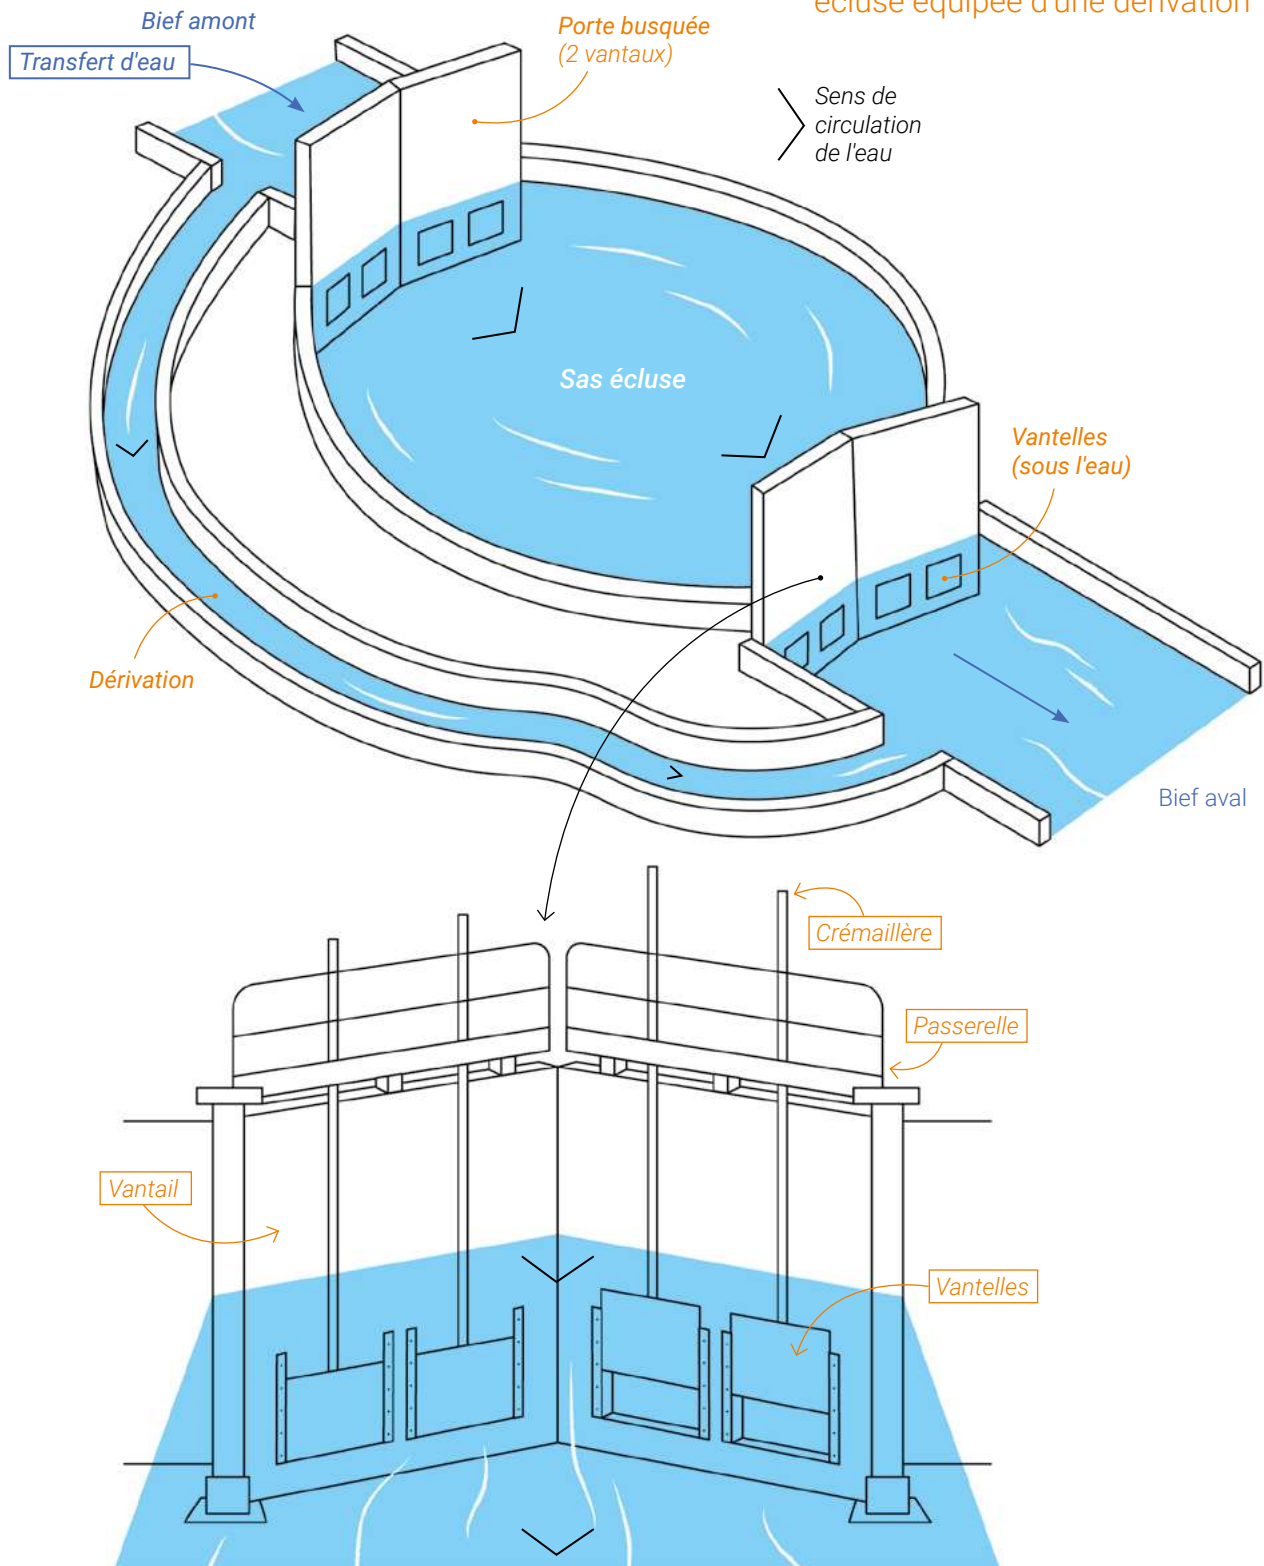 écluse équipée d'une dérivation
Bief amont
Transfert d'eau
Porte busquée
(2 vantaux)
Sens de
circulation
de l'eau
Sas écluse
Vantelles
(sous l'eau)
Dérivation
Bief aval
Crémaillère
Passerelle
Vantail
Vantelles